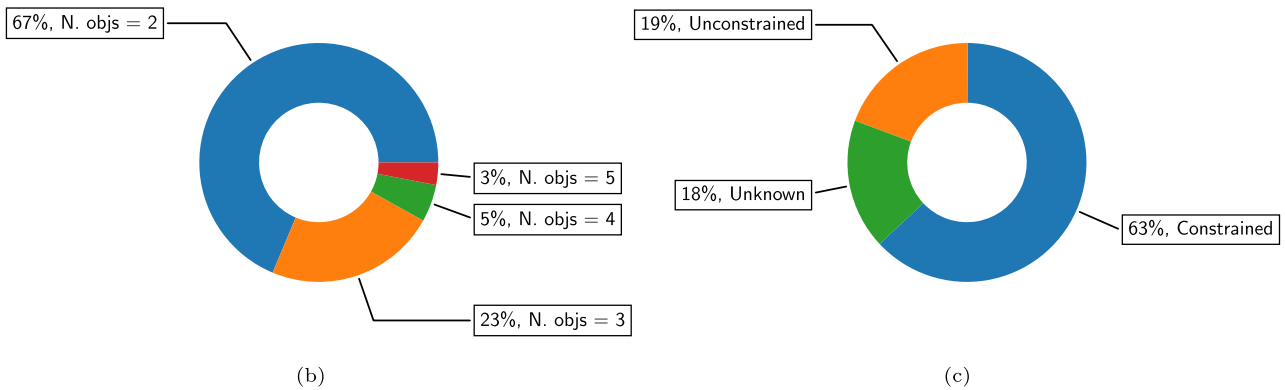 67%, N. objs = 2
3%, N. objs = 5
5%, N. objs = 4
23%, N. objs = 3
(b)
19%, Unconstrained
18%, Unknown
63%, Constrained
(c)